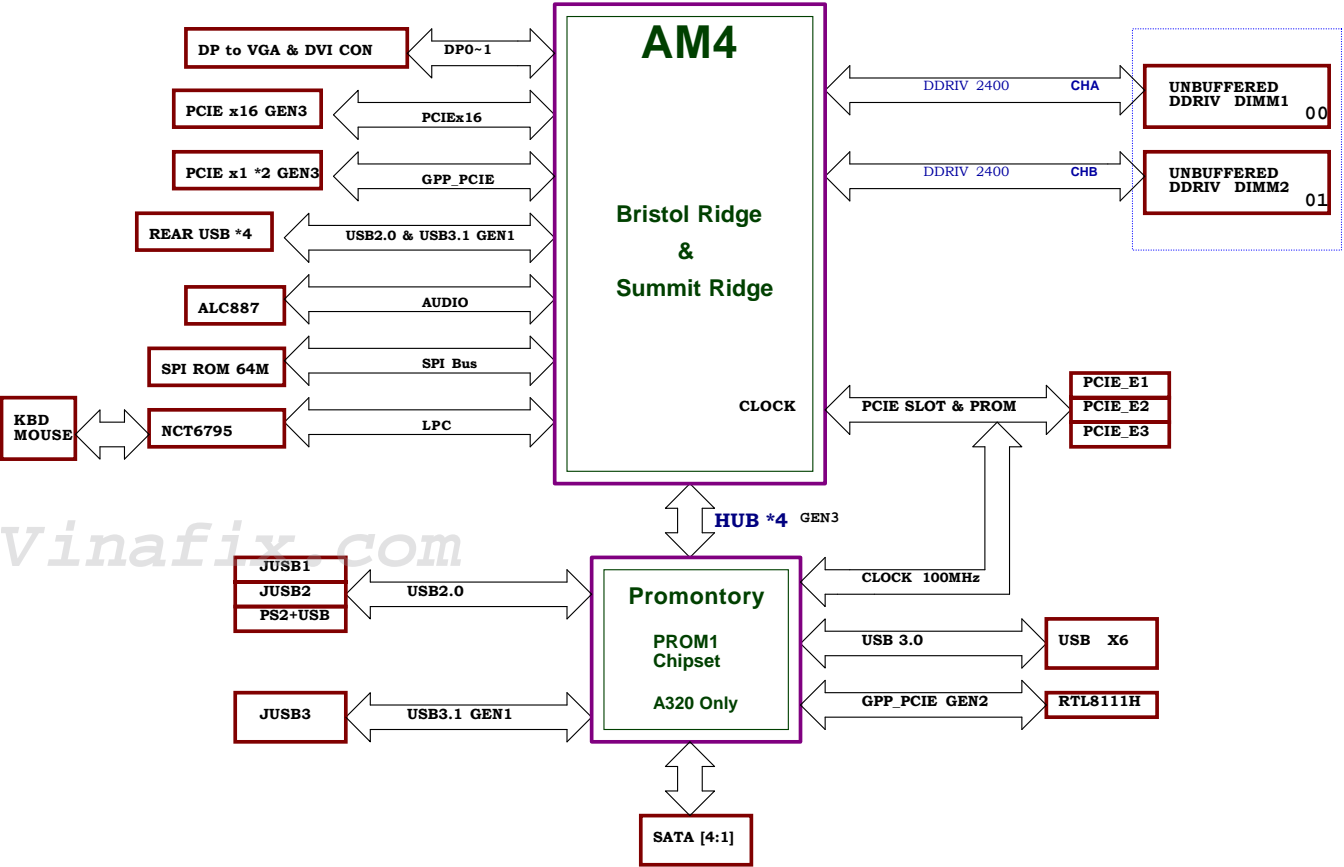 AM4
Bristol Ridge
&
Summit Ridge
CLOCK
DP to VGA & DVI CON
DP0~1
PCIE x16 GEN3
PCIEx16
PCIE x1 *2 GEN3
GPP_PCIE
REAR USB *4
USB2.0 & USB3.1 GEN1
ALC887
AUDIO
SPI ROM 64M
SPI Bus
KBD
MOUSE
NCT6795
LPC
DDRIV 2400 CHA
UNBUFFERED
DDRIV DIMM1
00
DDRIV 2400 CHB
UNBUFFERED
DDRIV DIMM2
01
PCIE SLOT & PROM
PCIE_E1
PCIE_E2
PCIE_E3
HUB *4 GEN3
Vinafix.com
CLOCK 100MHz
Promontory
PROM1
Chipset
A320 Only
JUSB1
JUSB2
PS2+USB
USB2.0
JUSB3
USB3.1 GEN1
USB 3.0
USB X6
GPP_PCIE GEN2
RTL8111H
SATA [4:1]